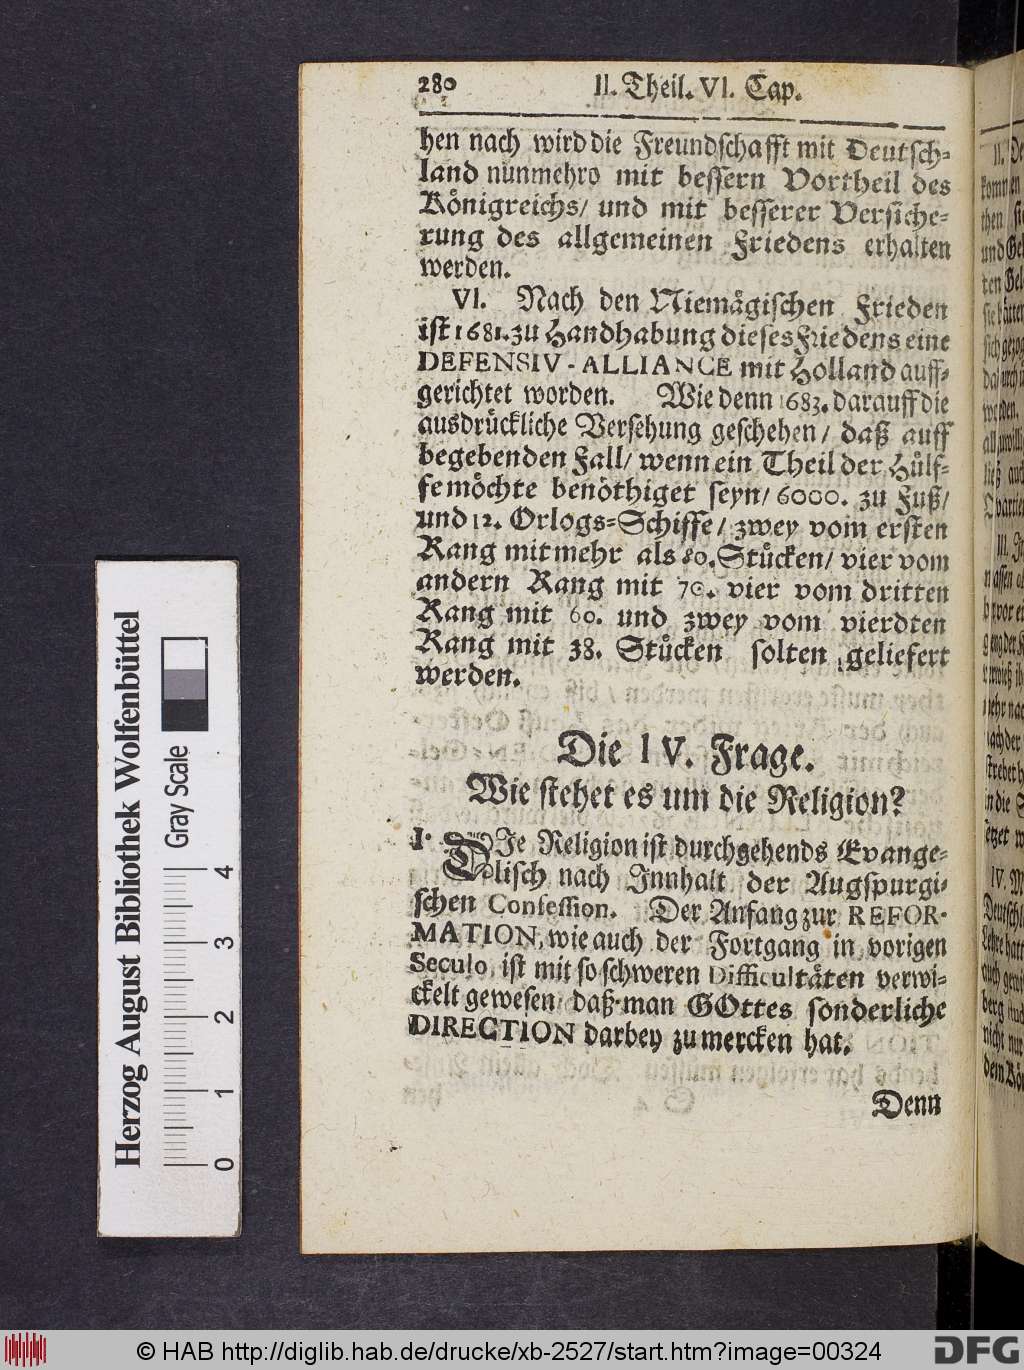 280 II. Theil. VI. Cap.
hen nach wird die Freundschafft mit Deutsch-
land nunmehro mit bessern Vortheil des
Königreichs/ und mit besserer Versiche-
rung des allgemeinen Friedens erhalten
werden.
VI. Nach den Niemägischen Frieden
ist 1681. zu Handhabung dieses Friedens eine
DEFENSIV-ALLIANCE mit Holland auff-
gerichtet worden. Wie denn 1683. darauff die
ausdrückliche Versehung geschehen/ daß auff
begebenden Fall/ wenn ein Theil der Hülf-
fe möchte benöthiget seyn/ 6000. zu Fuß/
und 12. Orlogs-Schiffe/ zwey vom ersten
Rang mit mehr als 80. Stücken/ vier vom
andern Rang mit 70. vier vom dritten
Rang mit 60. und zwey vom vierdten
Rang mit 38. Stücken solten geliefert
werden.
Die IV. Frage.
Wie stehet es um die Religion?
I. DIe Religion ist durchgehends Evange-
lisch nach Innhalt der Augspurgi-
schen Confession. Der Anfang zur REFOR-
MATION, wie auch der Fortgang in vorigen
Seculo, ist mit so schweren Difficultäten verwi-
ckelt gewesen/ daß man GOttes sonderliche
DIRECTION darbey zu mercken hat.
Denn
Herzog August Bibliothek Wolfenbüttel
Gray Scale
0 1 2 3 4
© HAB http://diglib.hab.de/drucke/xb-2527/start.htm?image=00324
DFG